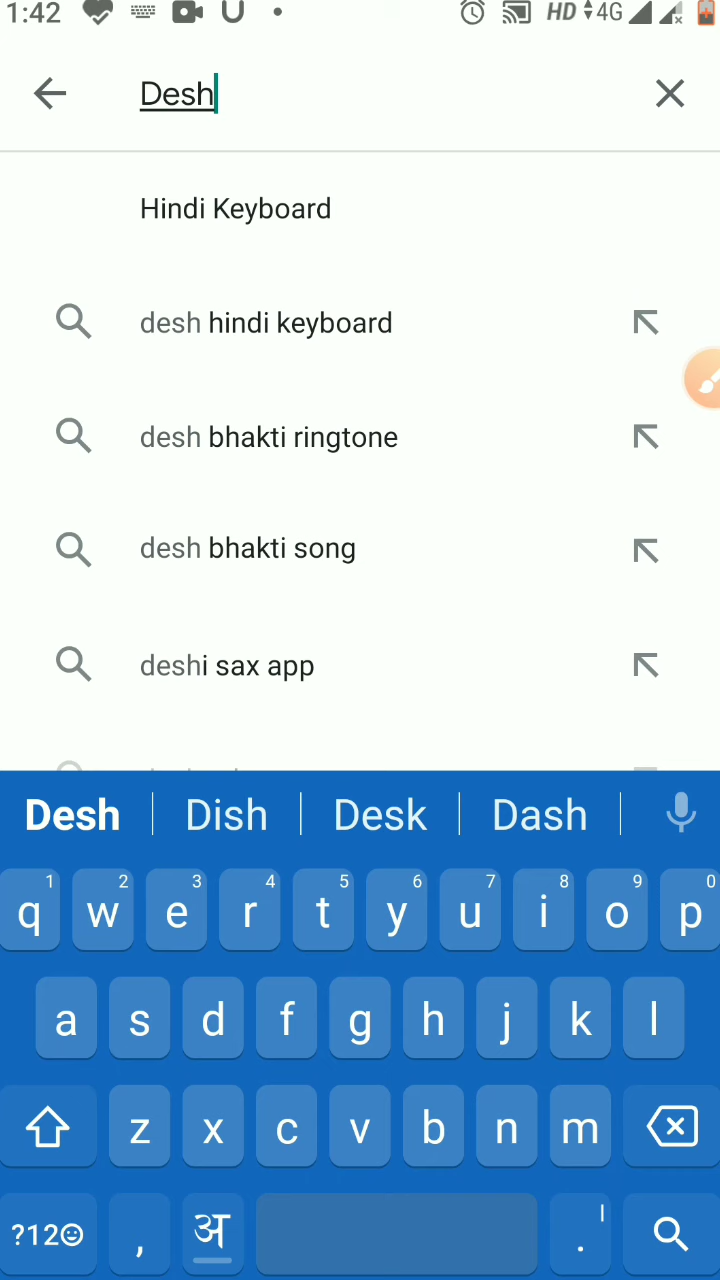 1:42 HD 4G
Desh
Hindi Keyboard
desh hindi keyboard
desh bhakti ringtone
desh bhakti song
deshi sax app
Desh Dish Desk Dash
1 2 3 4 5 6 7 8 9 0
q w e r t y u i o p
a s d f g h j k l
z x c v b n m
?12 , अ . |